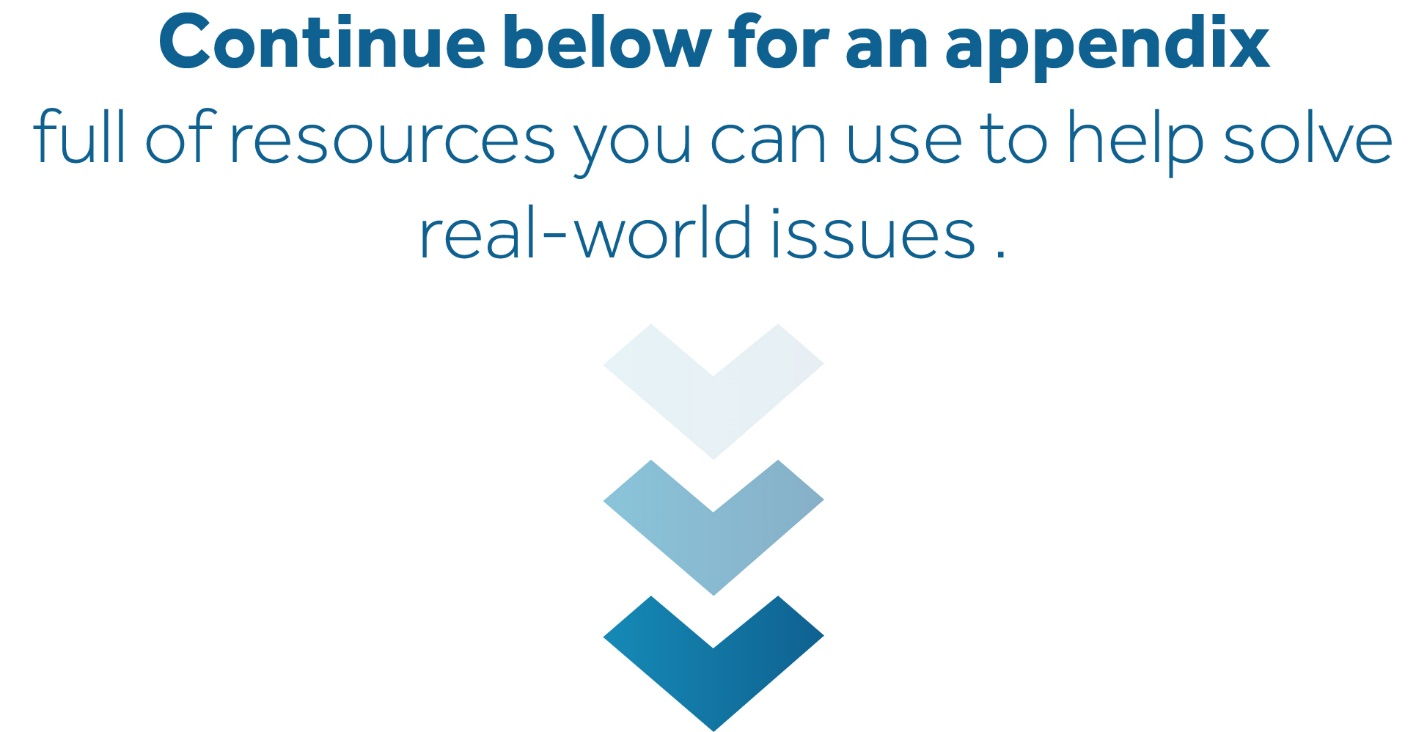 Continue below for an appendix
full of resources you can use to help solve
real-world issues .